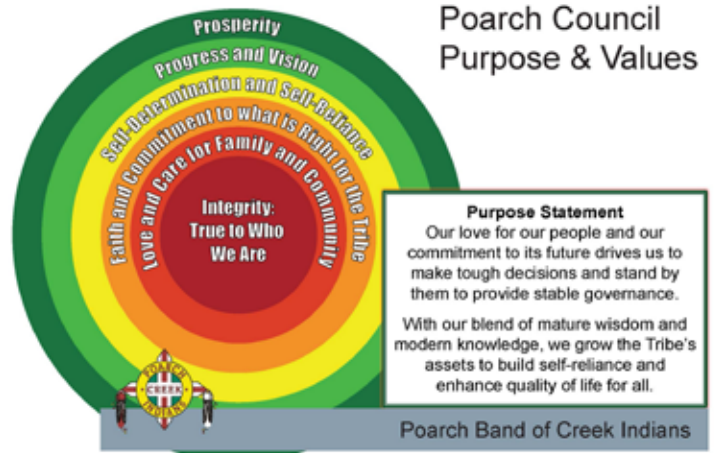 Poarch Council
Purpose & Values
Prosperity
Progress and Vision
Self-Determination and Self-Reliance
Faith and Commitment to what is Right for the Tribe
Love and Care for Family and Community
Integrity:
True to Who
We Are
Purpose Statement
Our love for our people and our
commitment to its future drives us to
make tough decisions and stand by
them to provide stable governance.
With our blend of mature wisdom and
modern knowledge, we grow the Tribe's
assets to build self-reliance and
enhance quality of life for all.
POARCH
CREEK
INDIANS
Poarch Band of Creek Indians